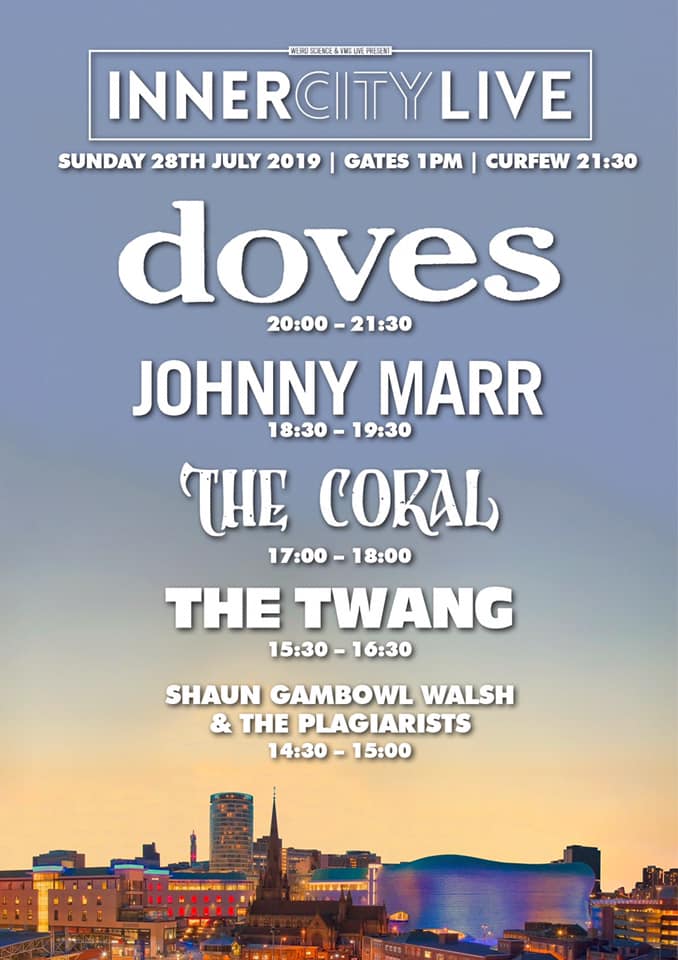 WEIRD SCIENCE & VMS LIVE PRESENT
INNERCITYLIVE
SUNDAY 28TH JULY 2019 | GATES 1PM | CURFEW 21:30
doves
20:00 – 21:30
JOHNNY MARR
18:30 – 19:30
THE CORAL
17:00 – 18:00
THE TWANG
15:30 – 16:30
SHAUN GAMBOWL WALSH
& THE PLAGIARISTS
14:30 – 15:00